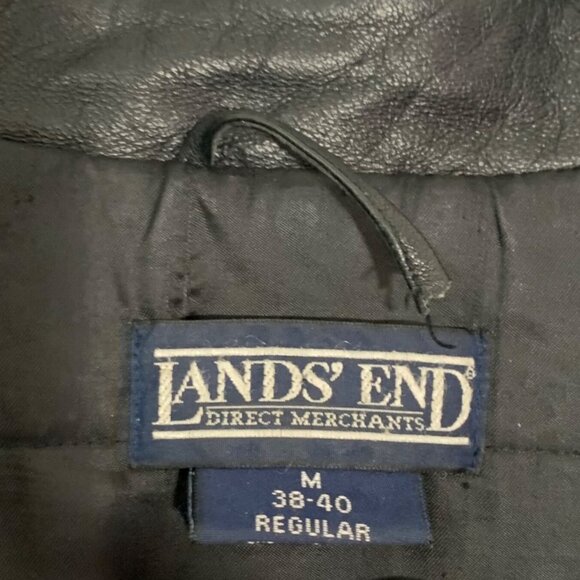 LANDS' END®
DIRECT MERCHANTS
M
38-40
REGULAR